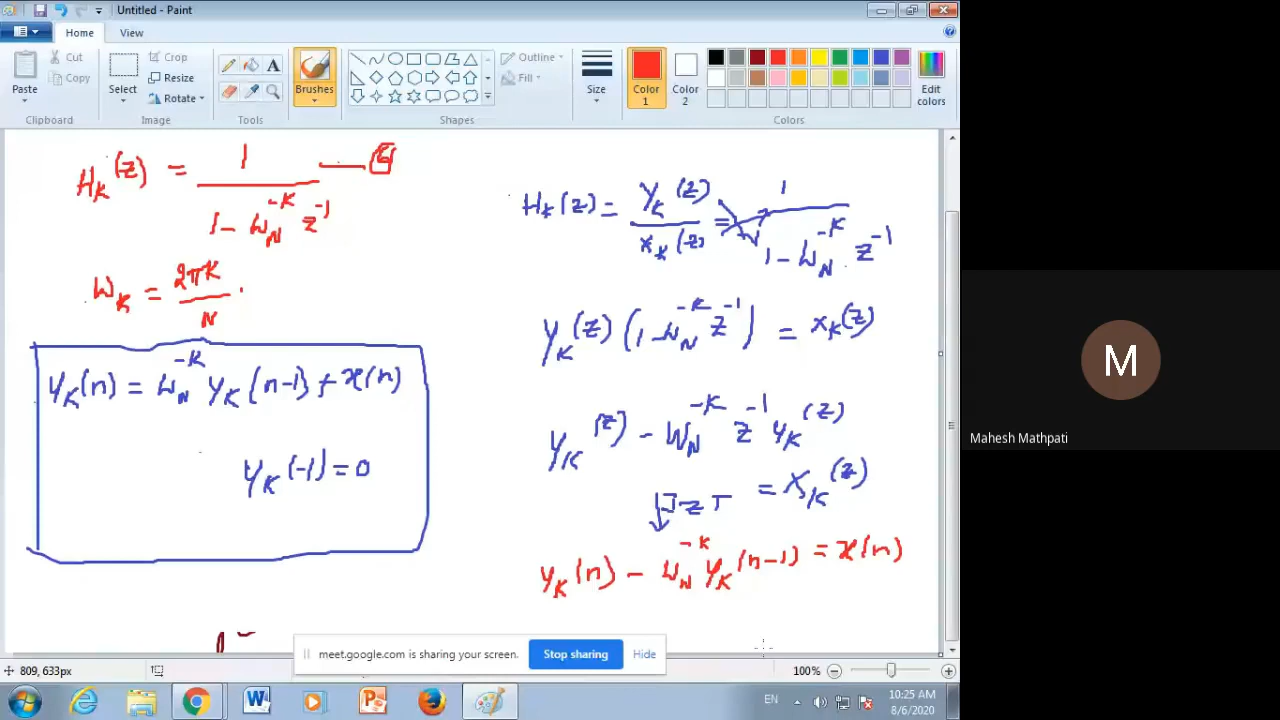 Untitled - Paint
Home View
Paste
Cut
Copy
Clipboard
Select
Crop
Resize
Rotate
Image
Tools
Brushes
Outline
Fill
Shapes
Size
Color 1
Color 2
Edit colors
Colors
H_K(z) = 1 / (1 - W_N^{-K} z^{-1}) — 6
W_K = 2πK / N
y_K(n) = W_N^{-K} y_K(n-1) + x(n)
y_K(-1) = 0
H_K(z) = Y_K(z) / X_K(z) = 1 / (1 - W_N^{-K} z^{-1})
Y_K(z) (1 - W_N^{-K} z^{-1}) = X_K(z)
Y_K(z) - W_N^{-K} z^{-1} Y_K(z)
= X_K(z)
↓ IZT
y_K(n) - W_N^{-K} y_K(n-1) = x(n)
M
Mahesh Mathpati
meet.google.com is sharing your screen.
Stop sharing
Hide
809, 633px
100%
EN
10:25 AM
8/6/2020